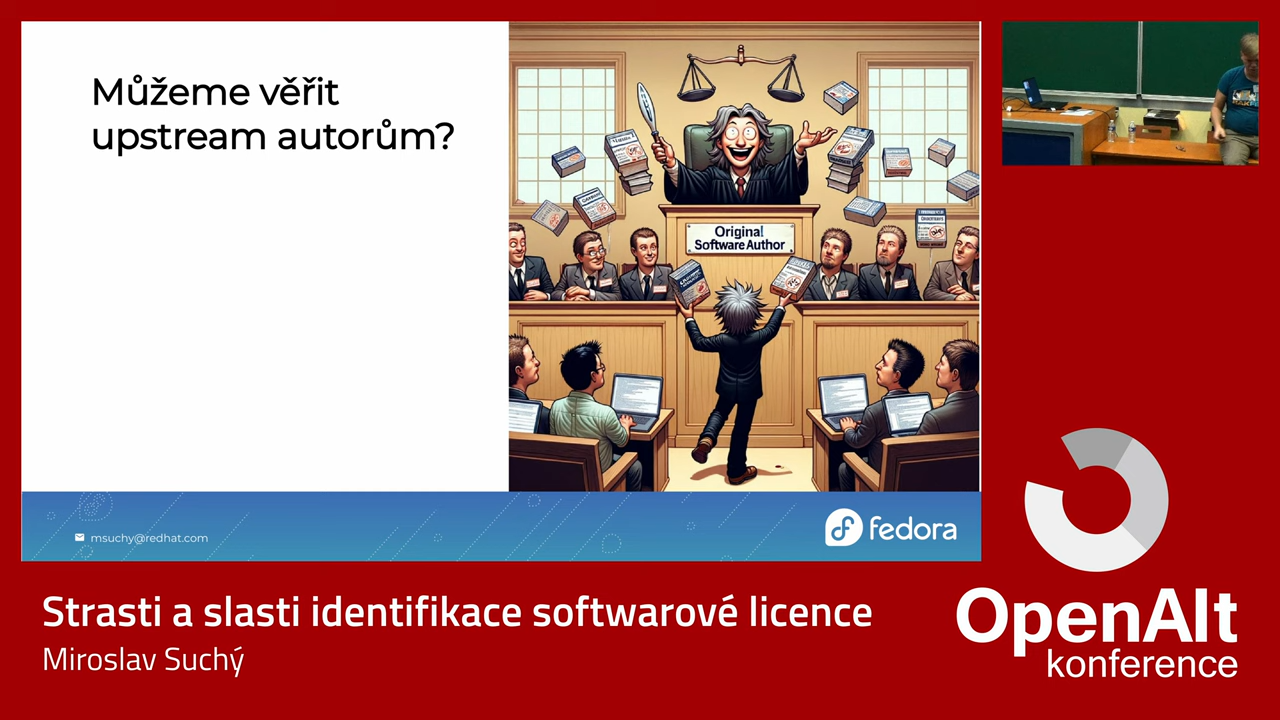 Můžeme věřit
upstream autorům?
Original
Software Author
msuchy@redhat.com
fedora
Strasti a slasti identifikace softwarové licence
Miroslav Suchý
OpenAlt
konference